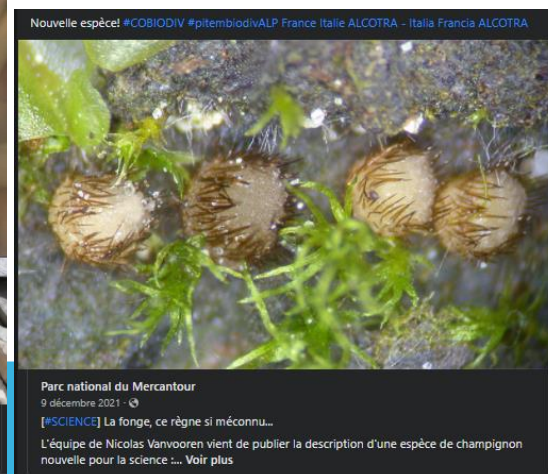 Nouvelle espèce! #COBIODIV #pitembiodivALP France Italie ALCOTRA - Italia Francia ALCOTRA
Parc national du Mercantour
9 décembre 2021 ·
[#SCIENCE] La fonge, ce règne si méconnu...
L'équipe de Nicolas Vanvooren vient de publier la description d'une espèce de champignon
nouvelle pour la science :... Voir plus